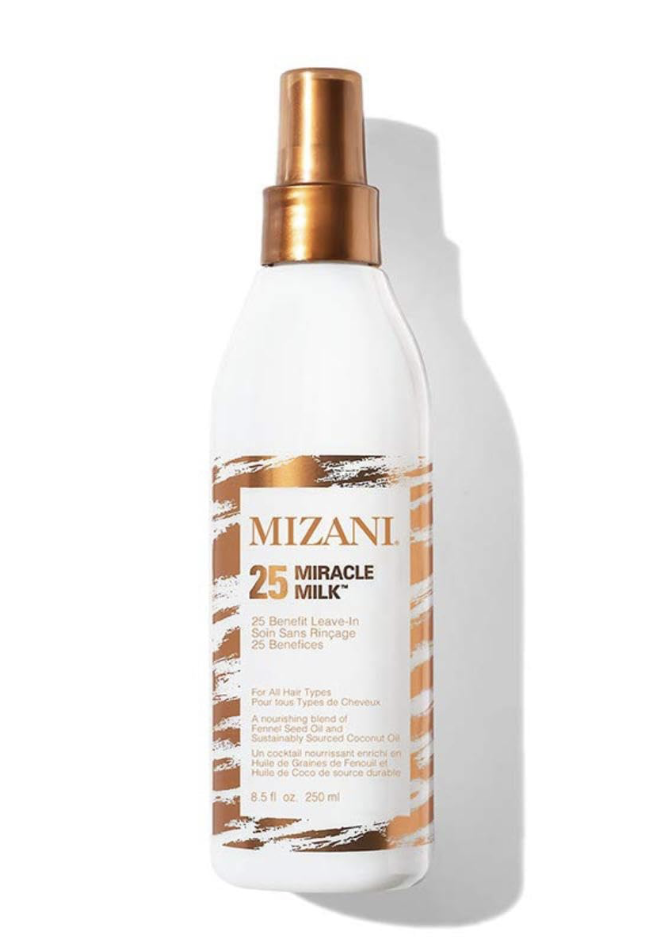 MIZANI®
25 MIRACLE
MILK™
25 Benefit Leave-In
Soin Sans Rinçage
25 Benefices
For All Hair Types
Pour tous Types de Cheveux
A nourishing blend of
Fennel Seed Oil and
Sustainably Sourced Coconut Oil
Un cocktail nourrissant enrichi en
Huile de Graines de Fenouil et
Huile de Coco de source durable
8.5 fl oz. 250 ml